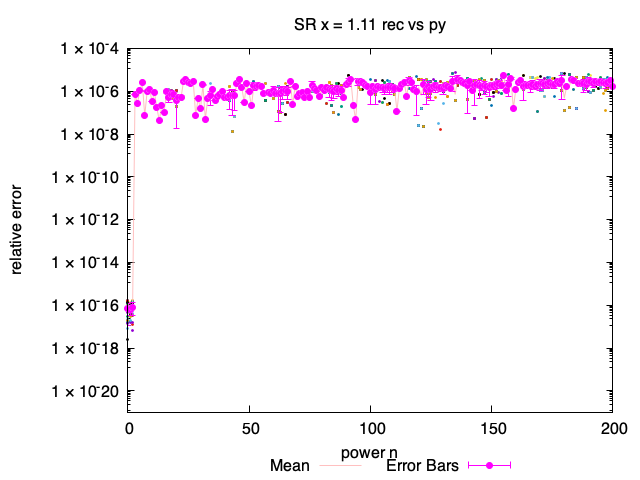 SR x = 1.11 rec vs py
1 × 10-4
1 × 10-6
1 × 10-8
1 × 10-10
1 × 10-12
1 × 10-14
1 × 10-16
1 × 10-18
1 × 10-20
relative error
0 50 100 150 200
power n
Mean Error Bars